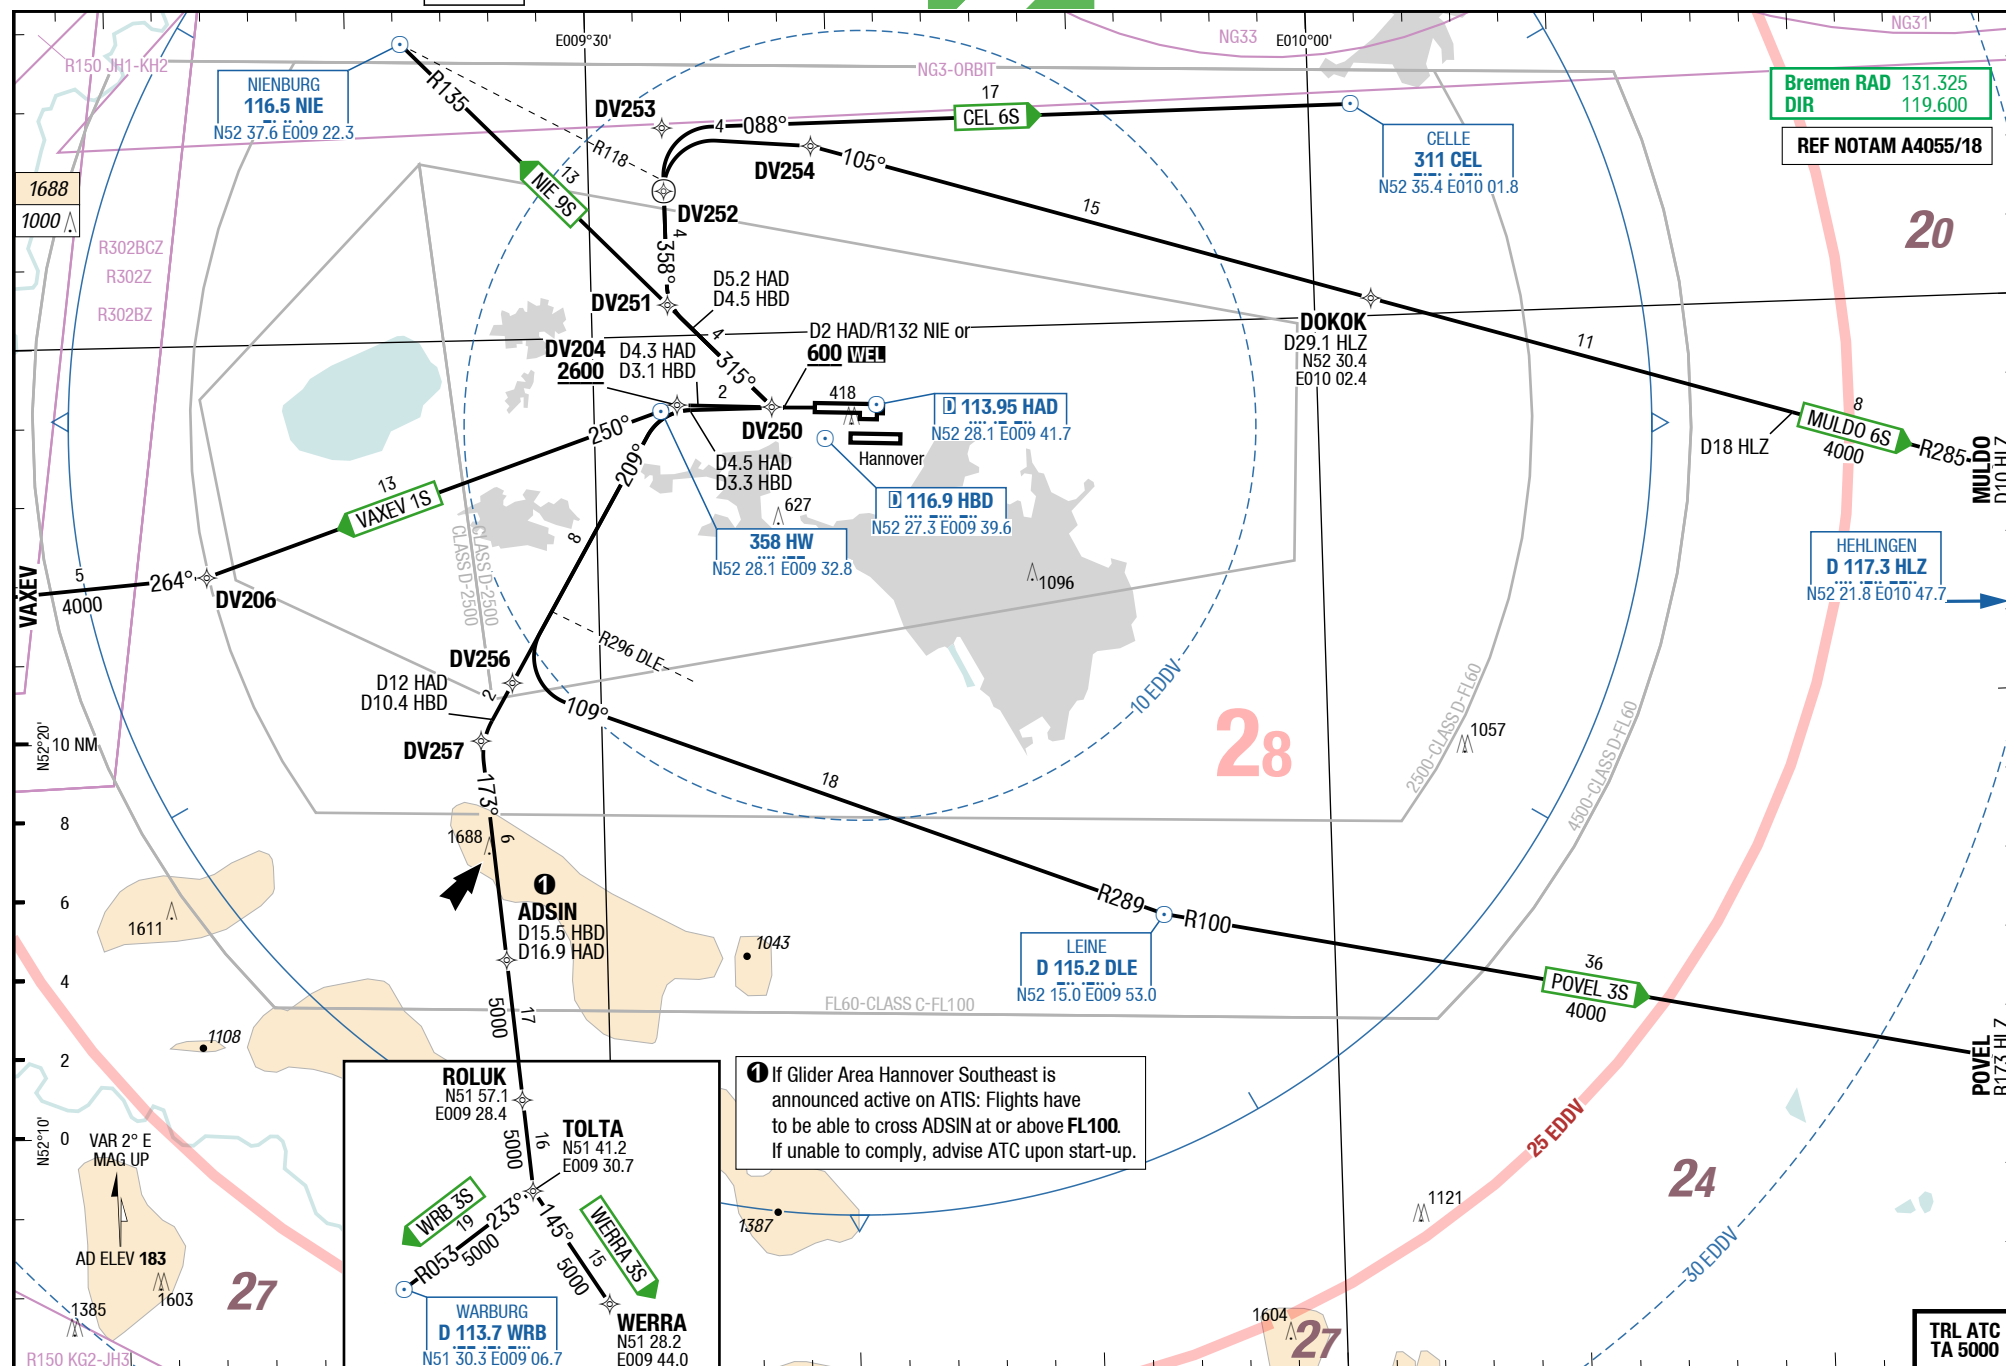 E009°30'
E010°00'
NG33
NG31
R150 JH1-KH2
NG3-ORBIT
NIENBURG
116.5 NIE
N52 37.6 E009 22.3
R135
R118
DV253
4
088°
17
CEL 6S
CELLE
311 CEL
N52 35.4 E010 01.8
Bremen RAD 131.325
DIR 119.600
REF NOTAM A4055/18
1688
1000
R302BCZ
R302Z
R302BZ
13
NIE 9S
DV254
105°
15
20
DV252
4
358°
DV251
D5.2 HAD
D4.5 HBD
4
315°
D2 HAD/R132 NIE or
600 WEL
DV204
2600
D4.3 HAD
D3.1 HBD
2
418
DOKOK
D29.1 HLZ
N52 30.4
E010 02.4
11
D 113.95 HAD
N52 28.1 E009 41.7
DV250
Hannover
250°
209°
D4.5 HAD
D3.3 HBD
627
D 116.9 HBD
N52 27.3 E009 39.6
358 HW
N52 28.1 E009 32.8
8
MULDO 6S
4000
D18 HLZ
R285
MULDO
D10 HLZ
13
VAXEV 1S
CLASS D-2500
CLASS D-2500
8
1096
HEHLINGEN
D 117.3 HLZ
N52 21.8 E010 47.7
VAXEV
5
4000
264°
DV206
R296 DLE
DV256
D12 HAD
D10.4 HBD
2
109°
10 EDDV
28
2500-CLASS D-FL60
4500-CLASS D-FL60
1057
N52°20'
10 NM
DV257
173°
18
8
1688
6
6
1
ADSIN
D15.5 HBD
D16.9 HAD
1611
1043
R289
R100
LEINE
D 115.2 DLE
N52 15.0 E009 53.0
36
POVEL 3S
4000
POVEL
R173 HLZ
4
5000
17
FL60-CLASS C-FL100
1108
2
ROLUK
N51 57.1
E009 28.4
1 If Glider Area Hannover Southeast is
announced active on ATIS: Flights have
to be able to cross ADSIN at or above FL100.
If unable to comply, advise ATC upon start-up.
N52°10'
0
16
5000
TOLTA
N51 41.2
E009 30.7
25 EDDV
VAR 2° E
MAG UP
24
WRB 3S
19
233°
R053
5000
145°
15
5000
WERRA 3S
1387
1121
30 EDDV
AD ELEV 183
27
1603
1385
WARBURG
D 113.7 WRB
N51 30.3 E009 06.7
WERRA
N51 28.2
E009 44.0
1604
27
TRL ATC
TA 5000
R150 KG2-JH3